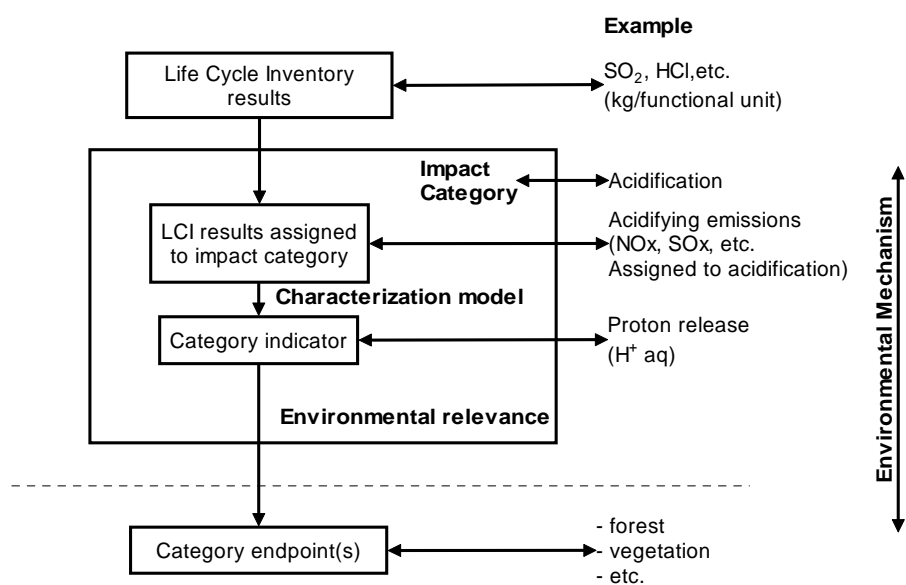 Example
Life Cycle Inventory
results
SO₂, HCl,etc.
(kg/functional unit)
Impact
Category
Acidification
LCI results assigned
to impact category
Acidifying emissions
(NOx, SOx, etc.
Assigned to acidification)
Characterization model
Category indicator
Proton release
(H⁺ aq)
Environmental relevance
Environmental Mechanism
Category endpoint(s)
- forest
- vegetation
- etc.